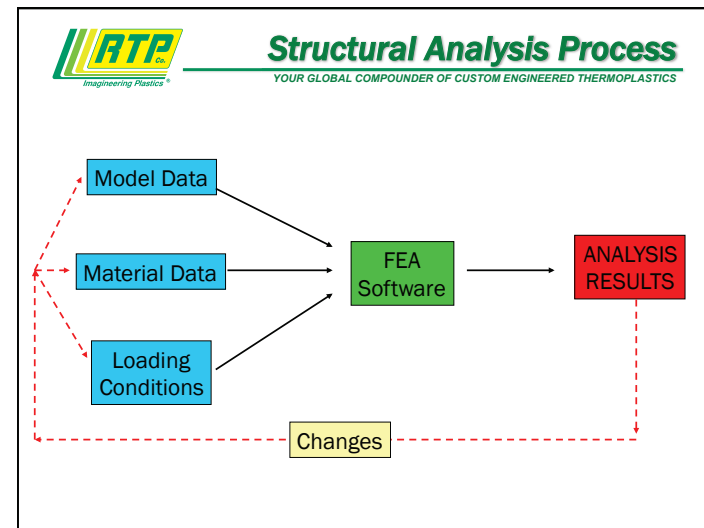 RTP
Co.
Imagineering Plastics®
Structural Analysis Process
YOUR GLOBAL COMPOUNDER OF CUSTOM ENGINEERED THERMOPLASTICS
Model Data
Material Data
Loading
Conditions
FEA
Software
ANALYSIS
RESULTS
Changes